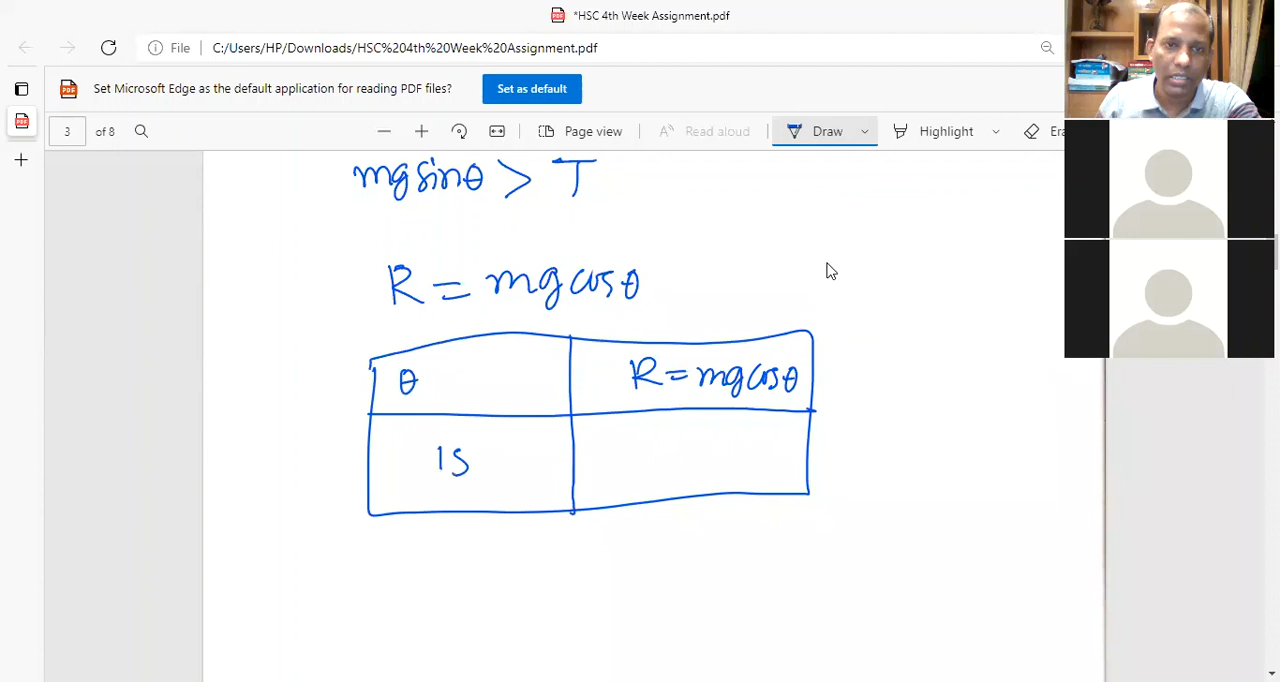 *HSC 4th Week Assignment.pdf
File C:/Users/HP/Downloads/HSC%204th%20Week%20Assignment.pdf
Set Microsoft Edge as the default application for reading PDF files? Set as default
3 of 8 Page view Read aloud Draw Highlight Era
mg sinθ > T
R = mg cosθ
θ R = mg cosθ
15